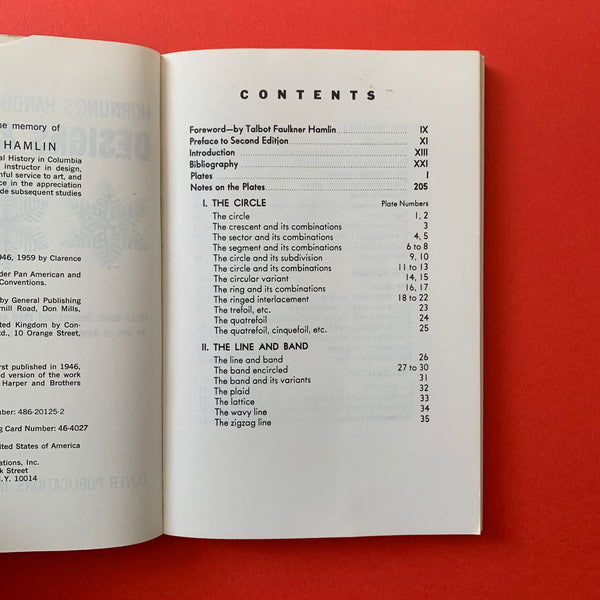 he memory of
HAMLIN
al History in Columbia
instructor in design,
hful service to art, and
ce in the appreciation
de subsequent studies
946, 1959 by Clarence
der Pan American and
Conventions.
by General Publishing
mill Road, Don Mills,
ited Kingdom by Con-
td., 10 Orange Street,
rst published in 1946,
d version of the work
Harper and Brothers
mber: 486-20125-2
g Card Number: 46-4027
nited States of America
ations, Inc.
k Street
.Y. 10014
CONTENTS
Foreword—by Talbot Faulkner Hamlin IX
Preface to Second Edition XI
Introduction XIII
Bibliography XXI
Plates I
Notes on the Plates 205
I. THE CIRCLE Plate Numbers
The circle 1, 2
The crescent and its combinations 3
The sector and its combinations 4, 5
The segment and its combinations 6 to 8
The circle and its subdivision 9, 10
The circle and its combinations 11 to 13
The circular variant 14, 15
The ring and its combinations 16, 17
The ringed interlacement 18 to 22
The trefoil, etc. 23
The quatrefoil 24
The quatrefoil, cinquefoil, etc. 25
II. THE LINE AND BAND
The line and band 26
The band encircled 27 to 30
The band and its variants 31
The plaid 32
The lattice 33
The wavy line 34
The zigzag line 35